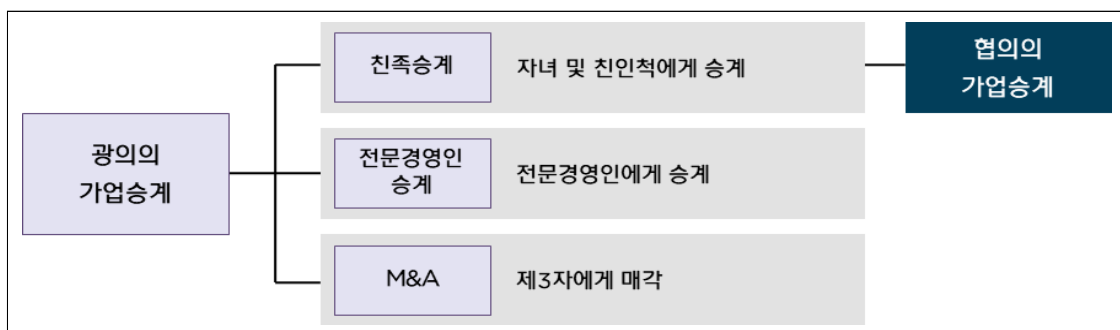 광의의
가업승계
친족승계
자녀 및 친인척에게 승계
협의의
가업승계
전문경영인
승계
전문경영인에게 승계
M&A
제3자에게 매각